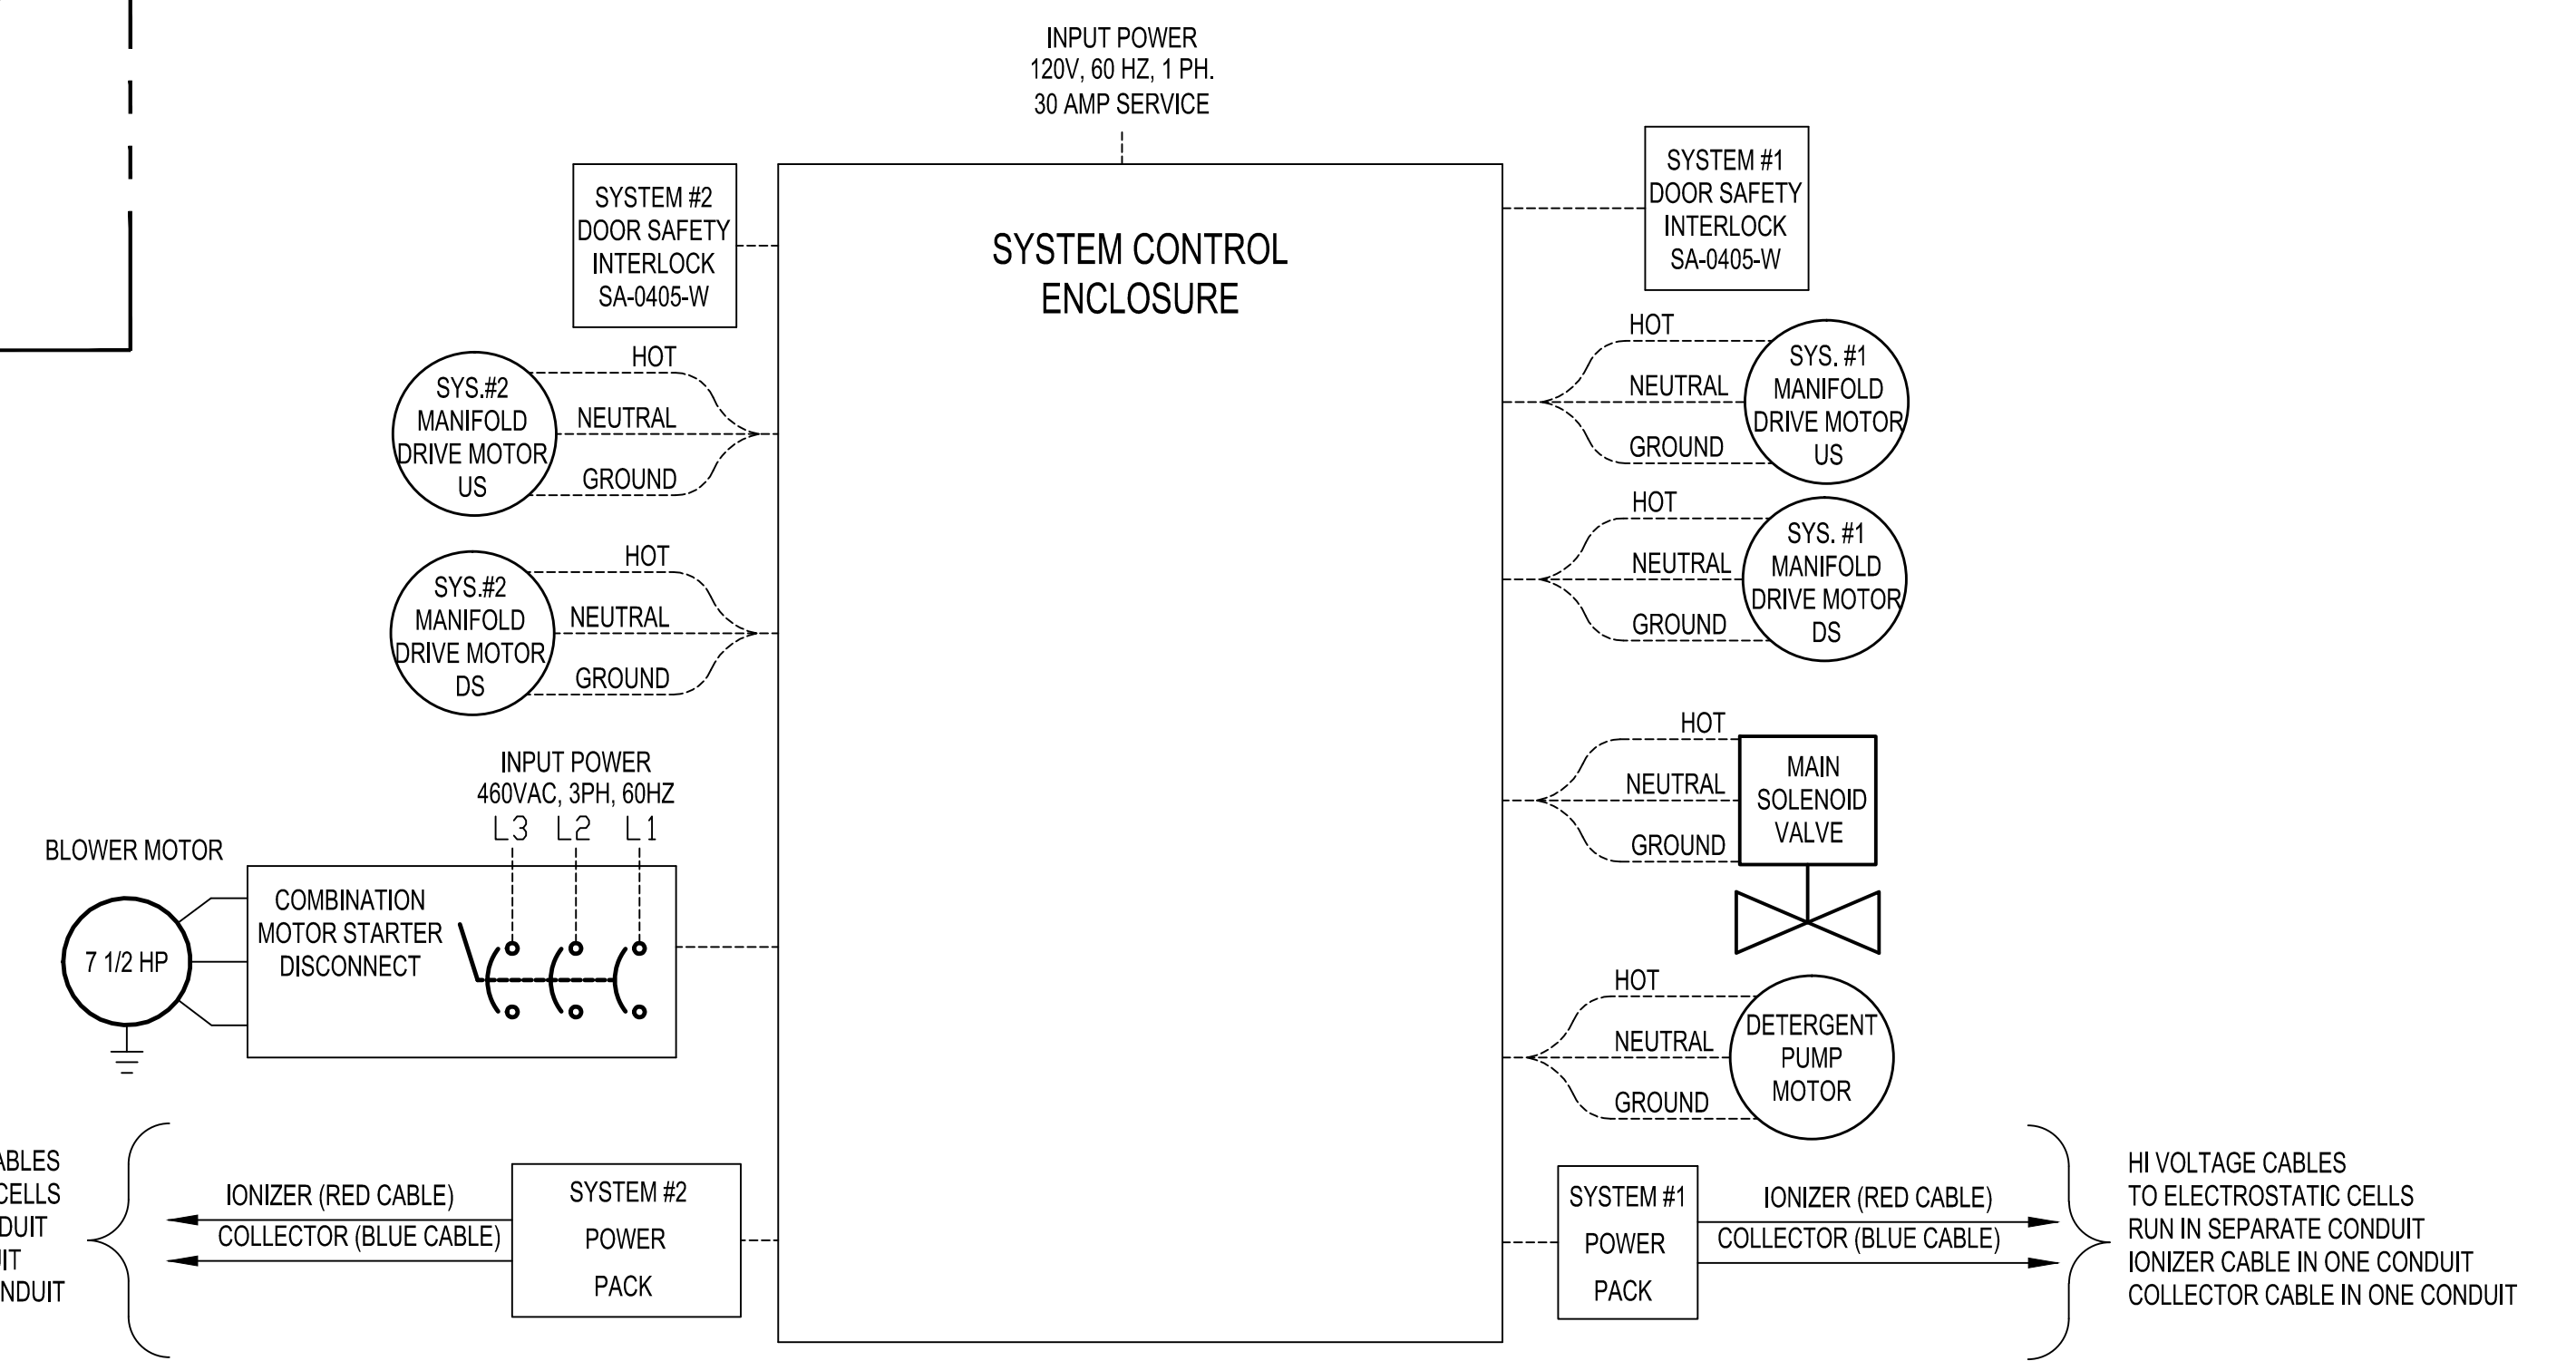 INPUT POWER
120V, 60 HZ, 1 PH.
30 AMP SERVICE
SYSTEM CONTROL
ENCLOSURE
SYSTEM #2
DOOR SAFETY
INTERLOCK
SA-0405-W
HOT
NEUTRAL
GROUND
SYS.#2
MANIFOLD
DRIVE MOTOR
US
HOT
NEUTRAL
GROUND
SYS.#2
MANIFOLD
DRIVE MOTOR
DS
INPUT POWER
460VAC, 3PH, 60HZ
L3 L2 L1
BLOWER MOTOR
7 1/2 HP
COMBINATION
MOTOR STARTER
DISCONNECT
CELLS
NDUIT
IONIZER (RED CABLE)
COLLECTOR (BLUE CABLE)
SYSTEM #2
POWER
PACK
SYSTEM #1
DOOR SAFETY
INTERLOCK
SA-0405-W
HOT
NEUTRAL
GROUND
SYS. #1
MANIFOLD
DRIVE MOTOR
US
HOT
NEUTRAL
GROUND
SYS. #1
MANIFOLD
DRIVE MOTOR
DS
HOT
NEUTRAL
GROUND
MAIN
SOLENOID
VALVE
HOT
NEUTRAL
GROUND
DETERGENT
PUMP
MOTOR
SYSTEM #1
POWER
PACK
IONIZER (RED CABLE)
COLLECTOR (BLUE CABLE)
HI VOLTAGE CABLES
TO ELECTROSTATIC CELLS
RUN IN SEPARATE CONDUIT
IONIZER CABLE IN ONE CONDUIT
COLLECTOR CABLE IN ONE CONDUIT